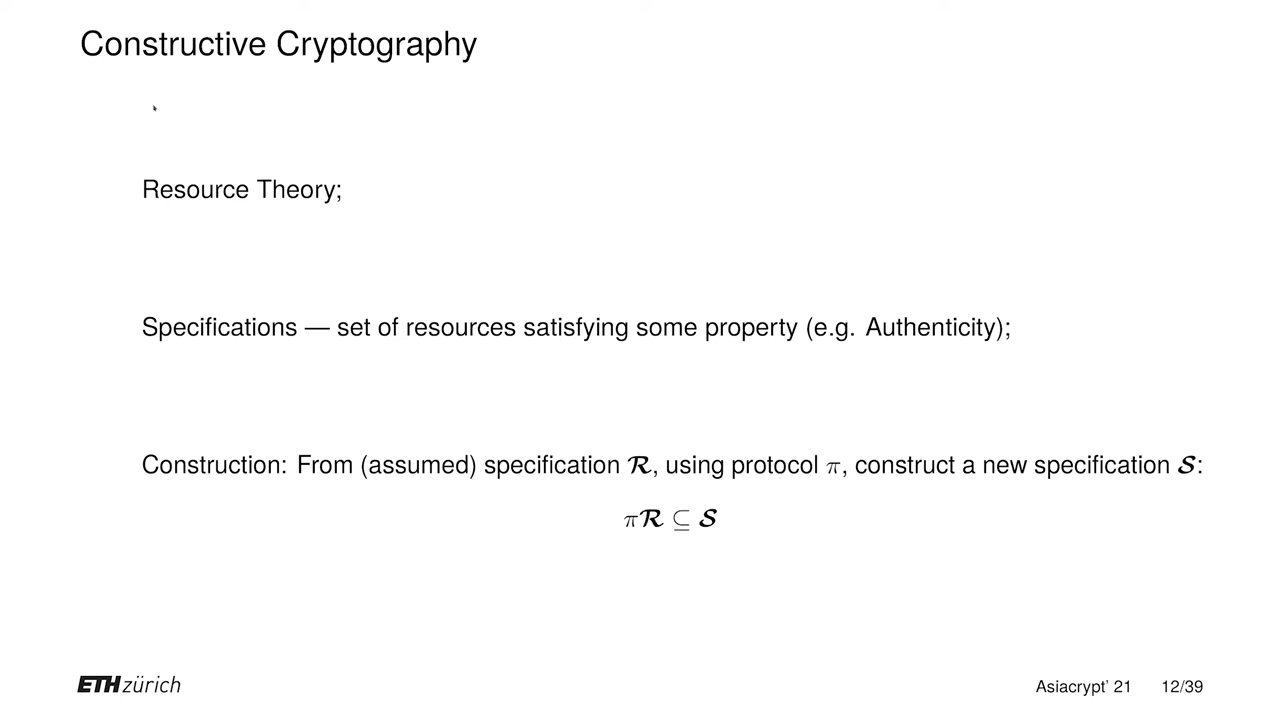 Constructive Cryptography
Resource Theory;
Specifications — set of resources satisfying some property (e.g. Authenticity);
Construction: From (assumed) specification 𝓡, using protocol π, construct a new specification 𝓢:
π𝓡 ⊆ 𝓢
ETH zürich
Asiacrypt' 21 12/39